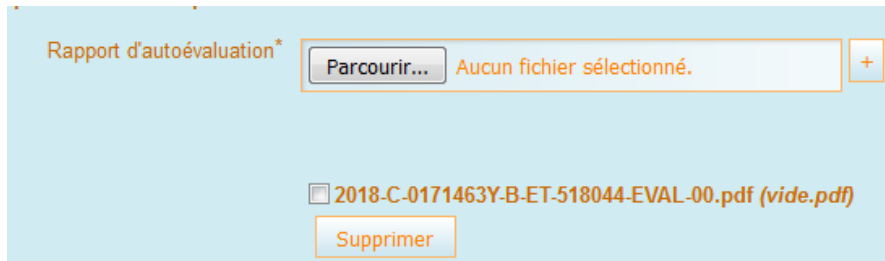 Rapport d'autoévaluation*
Parcourir... Aucun fichier sélectionné. +
2018-C-0171463Y-B-ET-518044-EVAL-00.pdf (vide.pdf)
Supprimer